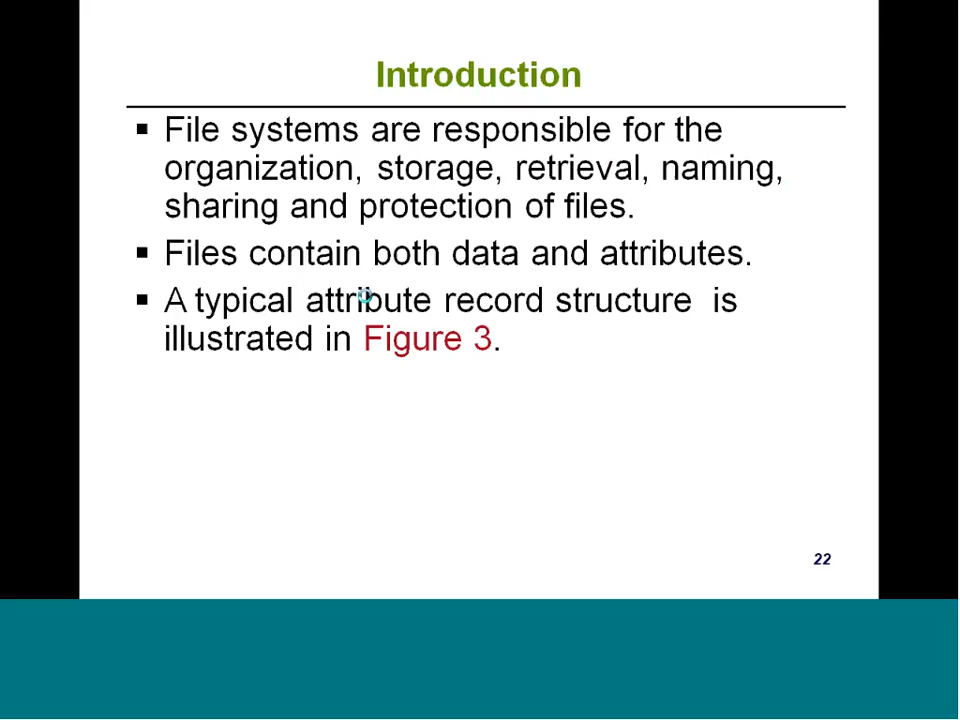 Introduction
▪ File systems are responsible for the
organization, storage, retrieval, naming,
sharing and protection of files.
▪ Files contain both data and attributes.
▪ A typical attribute record structure  is
illustrated in Figure 3.
22